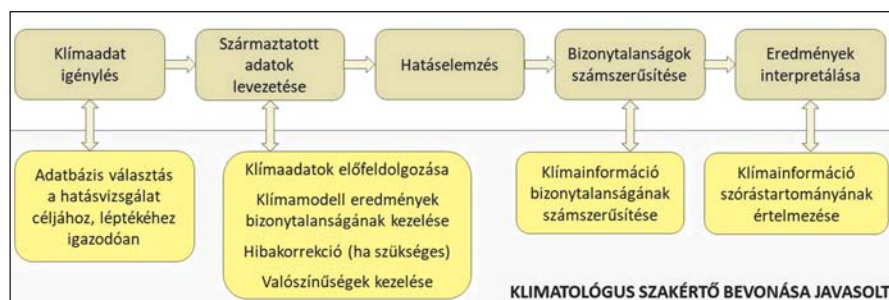 Klímaadat
igénylés
Származtatott
adatok
levezetése
Hatáselemzés
Bizonytalanságok
számszerűsítése
Eredmények
interpretálása
Adatbázis választás
a hatásvizsgálat
céljához, léptékéhez
igazodóan
Klímaadatok előfeldolgozása
Klímamodell eredmények
bizonytalanságának kezelése
Hibakorrekció (ha szükséges)
Valószínűségek kezelése
Klímainformáció
bizonytalanságának
számszerűsítése
Klímainformáció
szórástartományának
értelmezése
KLIMATOLÓGUS SZAKÉRTŐ BEVONÁSA JAVASOLT